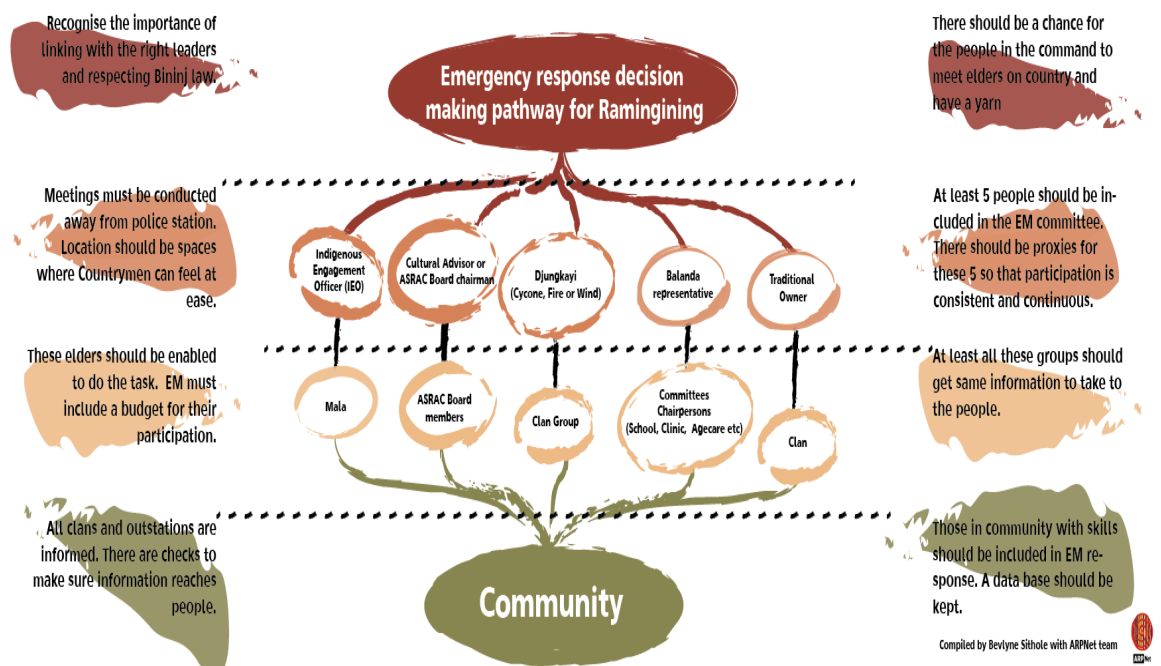 Recognise the importance of
linking with the right leaders
and respecting Bininj law.
Emergency response decision
making pathway for Ramingining
There should be a chance for
the people in the command to
meet elders on country and
have a yarn
Meetings must be conducted
away from police station.
Location should be spaces
where Countrymen can feel at
ease.
Indigenous
Engagement
Officer (IEO)
Cultural Advisor or
ASRAC Board chairman
Djungkayi
(Cycone, Fire or Wind)
Balanda
representative
Traditional
Owner
At least 5 people should be in-
cluded in the EM committee.
There should be proxies for
these 5 so that participation is
consistent and continuous.
These elders should be enabled
to do the task. EM must
include a budget for their
participation.
Mala
ASRAC Board
members
Clan Group
Committees
Chairpersons
(School, Clinic, Agecare etc)
Clan
At least all these groups should
get same information to take to
the people.
All clans and outstations are
informed. There are checks to
make sure information reaches
people.
Community
Those in community with skills
should be included in EM re-
sponse. A data base should be
kept.
Compiled by Bevlyne Sithole with ARPNet team
ARPNet